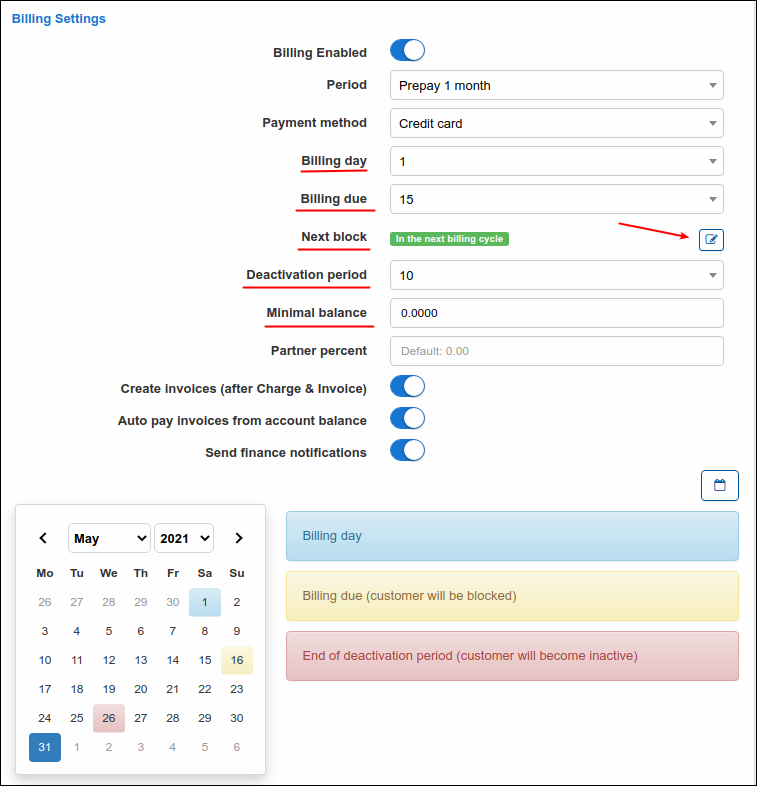 Billing Settings
Billing Enabled
Period Prepay 1 month
Payment method Credit card
Billing day 1
Billing due 15
Next block In the next billing cycle
Deactivation period 10
Minimal balance 0.0000
Partner percent Default: 0.00
Create invoices (after Charge & Invoice)
Auto pay invoices from account balance
Send finance notifications
May 2021
Mo Tu We Th Fr Sa Su
26 27 28 29 30 1 2
3 4 5 6 7 8 9
10 11 12 13 14 15 16
17 18 19 20 21 22 23
24 25 26 27 28 29 30
31 1 2 3 4 5 6
Billing day
Billing due (customer will be blocked)
End of deactivation period (customer will become inactive)